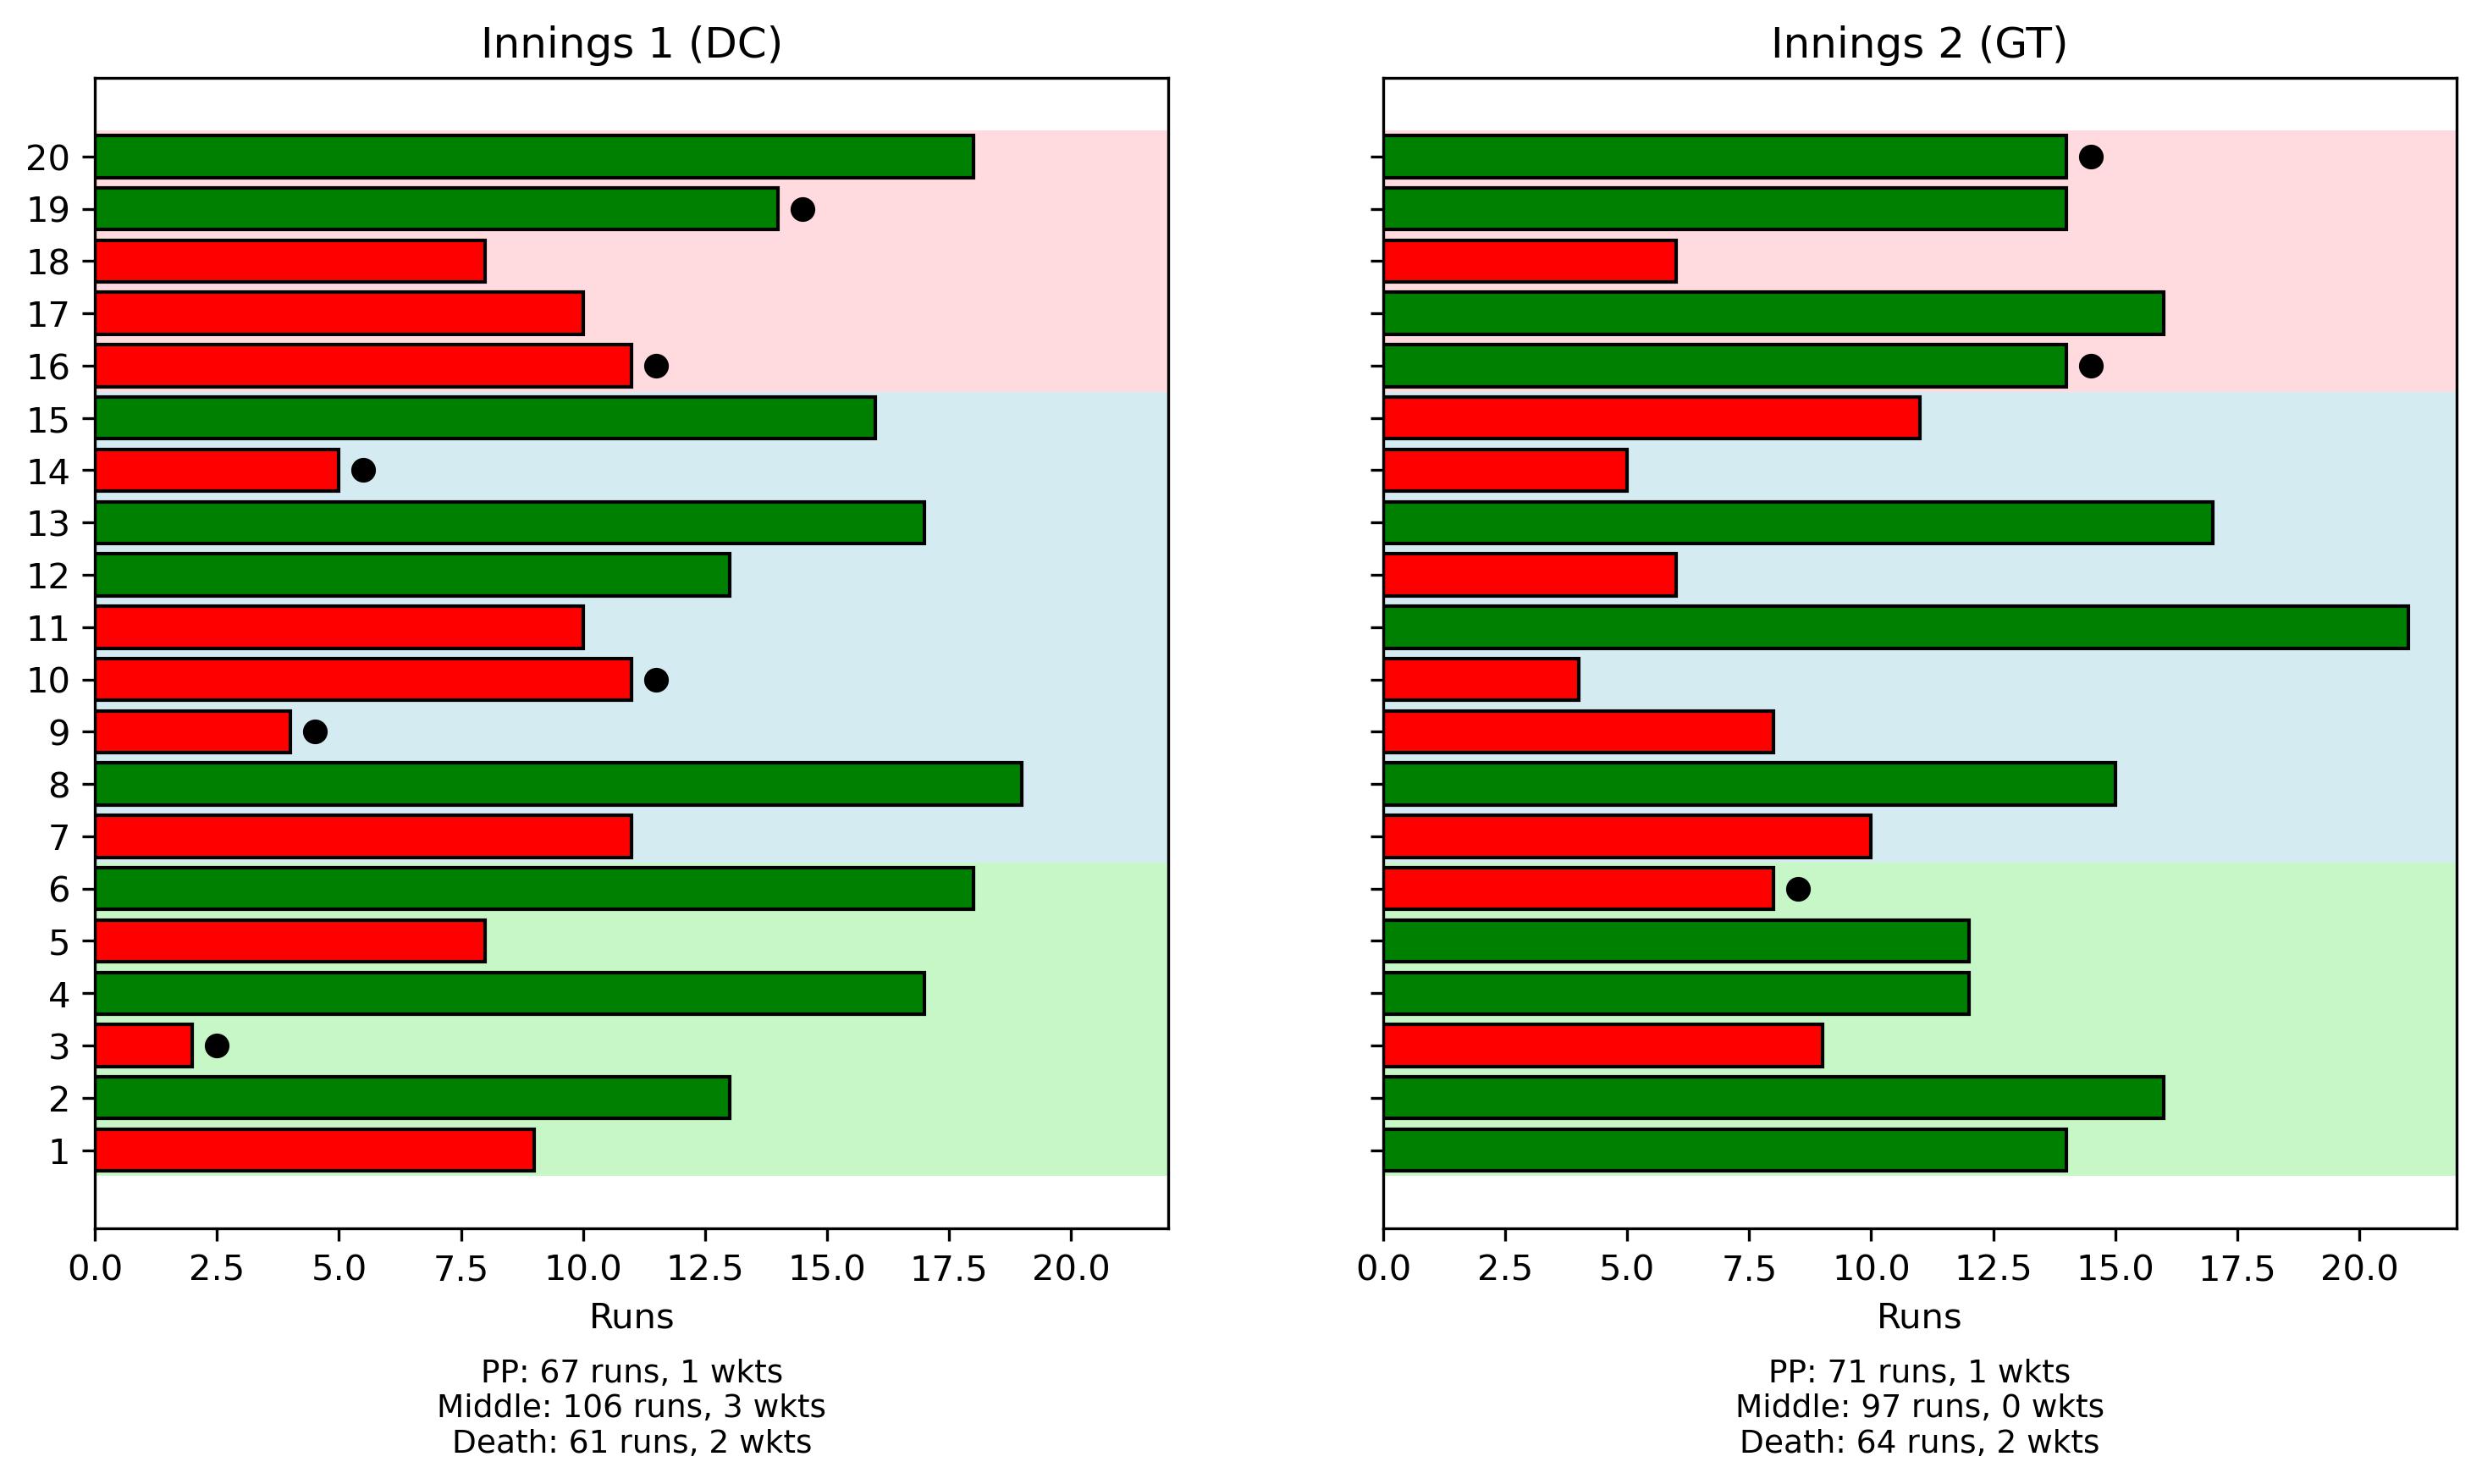 Innings 1 (DC)
20
19
18
17
16
15
14
13
12
11
10
9
8
7
6
5
4
3
2
1
0.0 2.5 5.0 7.5 10.0 12.5 15.0 17.5 20.0
Runs
PP: 67 runs, 1 wkts
Middle: 106 runs, 3 wkts
Death: 61 runs, 2 wkts
Innings 2 (GT)
0.0 2.5 5.0 7.5 10.0 12.5 15.0 17.5 20.0
Runs
PP: 71 runs, 1 wkts
Middle: 97 runs, 0 wkts
Death: 64 runs, 2 wkts